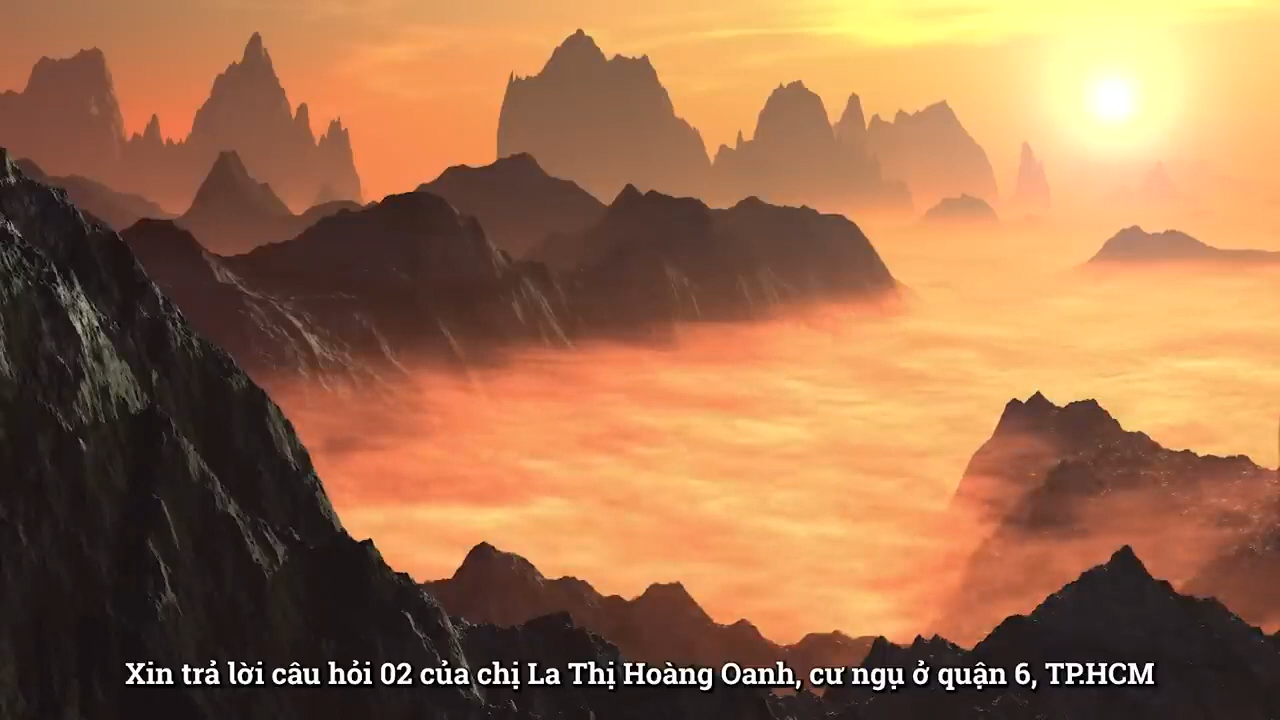 Xin trả lời câu hỏi 02 của chị La Thị Hoàng Oanh, cư ngụ ở quận 6, TP.HCM